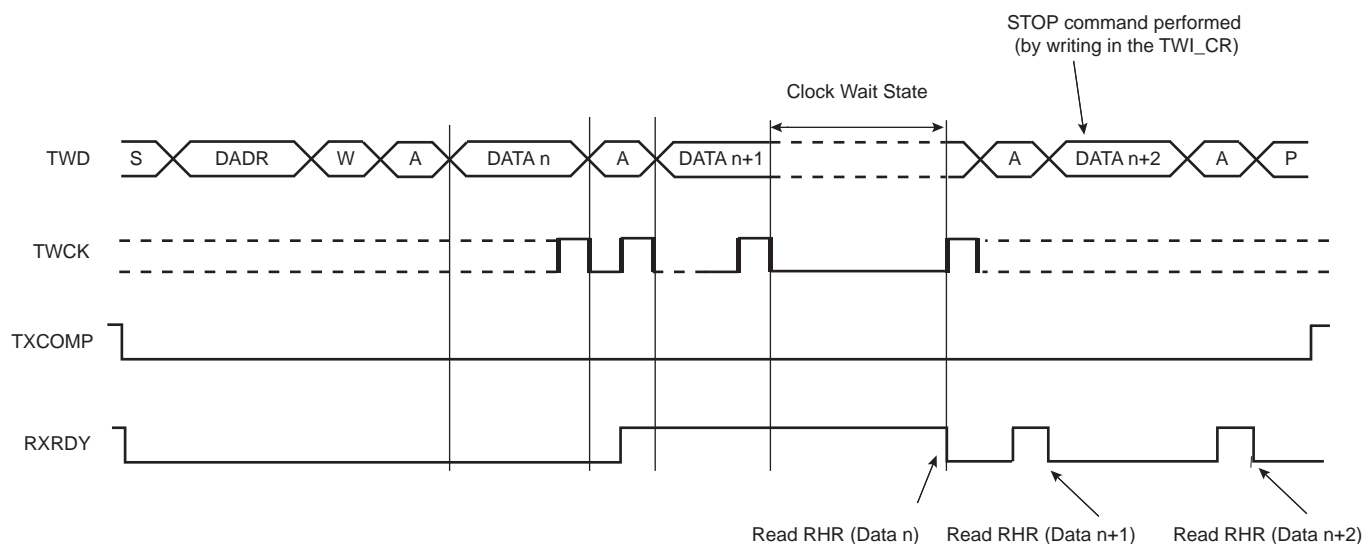 STOP command performed
(by writing in the TWI_CR)
Clock Wait State
TWD S DADR W A DATA n A DATA n+1 A DATA n+2 A P
TWCK
TXCOMP
RXRDY
Read RHR (Data n) Read RHR (Data n+1) Read RHR (Data n+2)